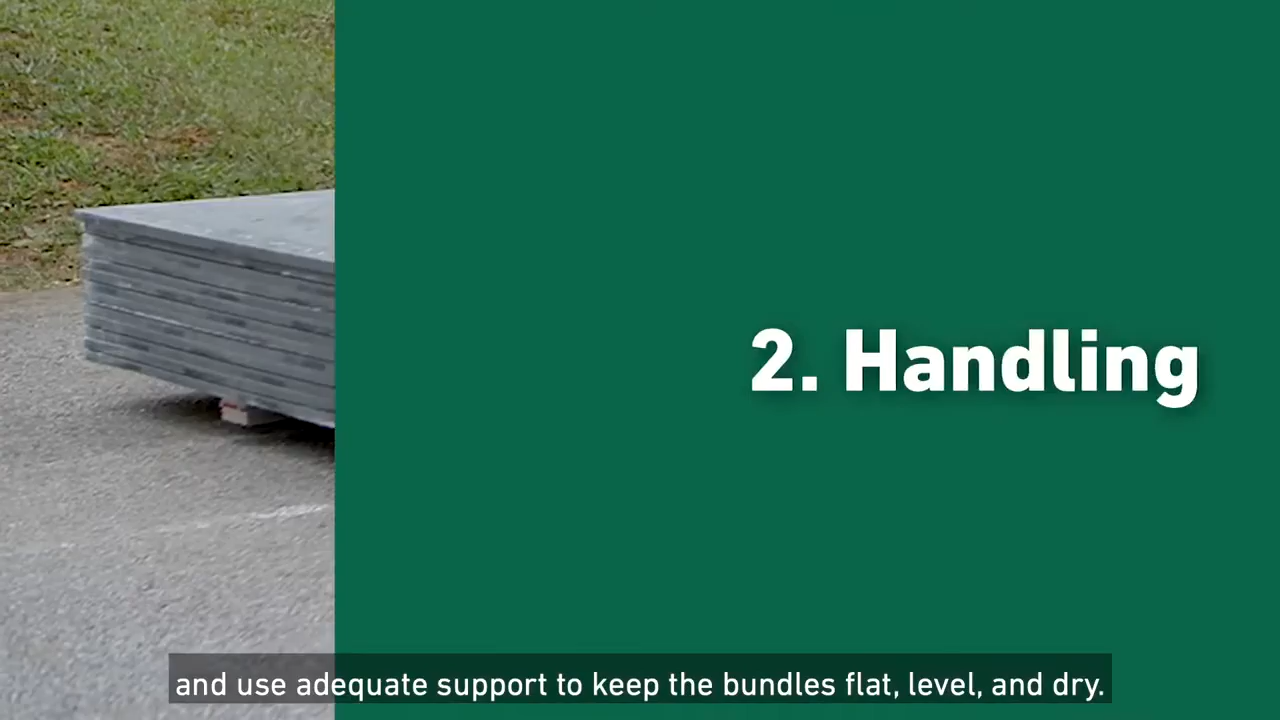 2. Handling
and use adequate support to keep the bundles flat, level, and dry.